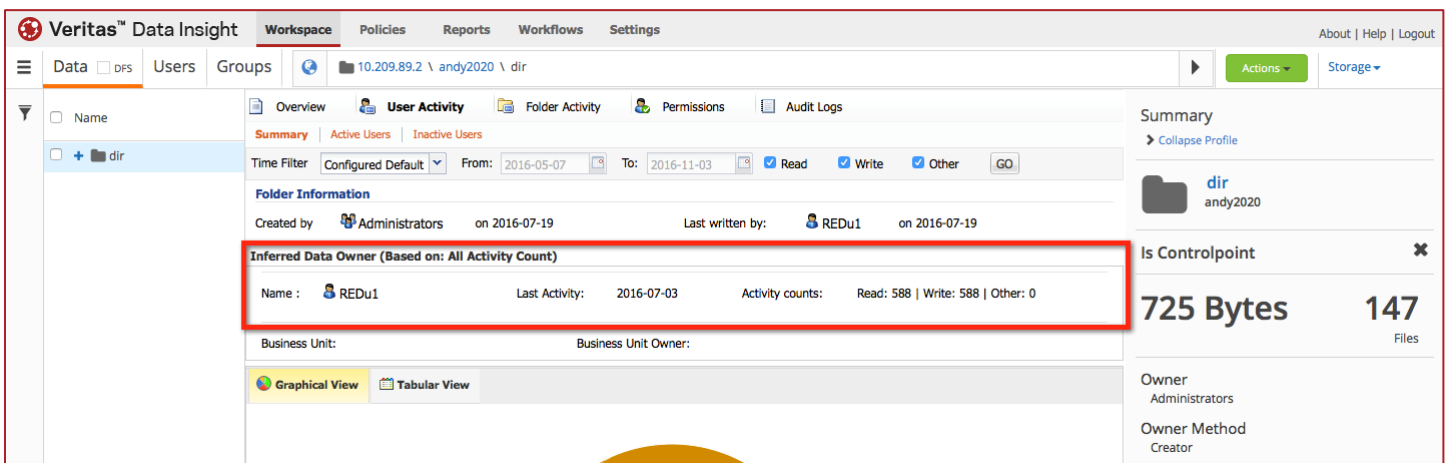 Veritas™ Data Insight Workspace Policies Reports Workflows Settings
About | Help | Logout
Data DFS Users Groups 10.209.89.2 \ andy2020 \ dir Actions Storage
Name
dir
Overview User Activity Folder Activity Permissions Audit Logs
Summary | Active Users | Inactive Users
Time Filter Configured Default From: 2016-05-07 To: 2016-11-03 Read Write Other GO
Folder Information
Created by Administrators on 2016-07-19 Last written by: REDu1 on 2016-07-19
Inferred Data Owner (Based on: All Activity Count)
Name : REDu1 Last Activity: 2016-07-03 Activity counts: Read: 588 | Write: 588 | Other: 0
Business Unit: Business Unit Owner:
Graphical View Tabular View
Summary
Collapse Profile
dir
andy2020
Is Controlpoint
725 Bytes 147
Files
Owner
Administrators
Owner Method
Creator